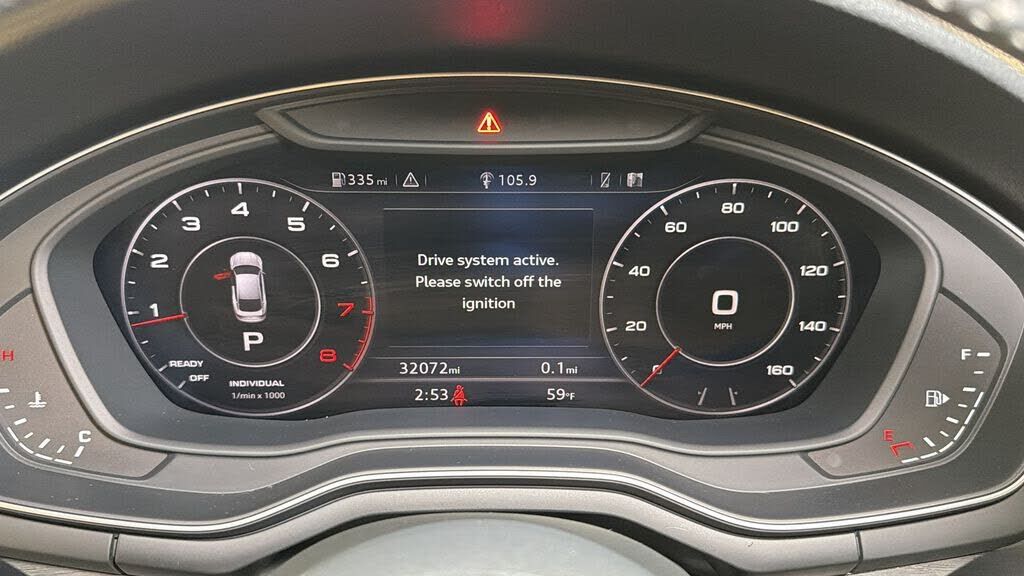 335 mi
105.9
1
2
3
4
5
6
7
8
READY
OFF
P
INDIVIDUAL
1/min x 1000
Drive system active.
Please switch off the
ignition
32072mi 0.1mi
2:53 59°F
0
20
40
60
80
100
120
140
160
0
MPH
H
C
F
E